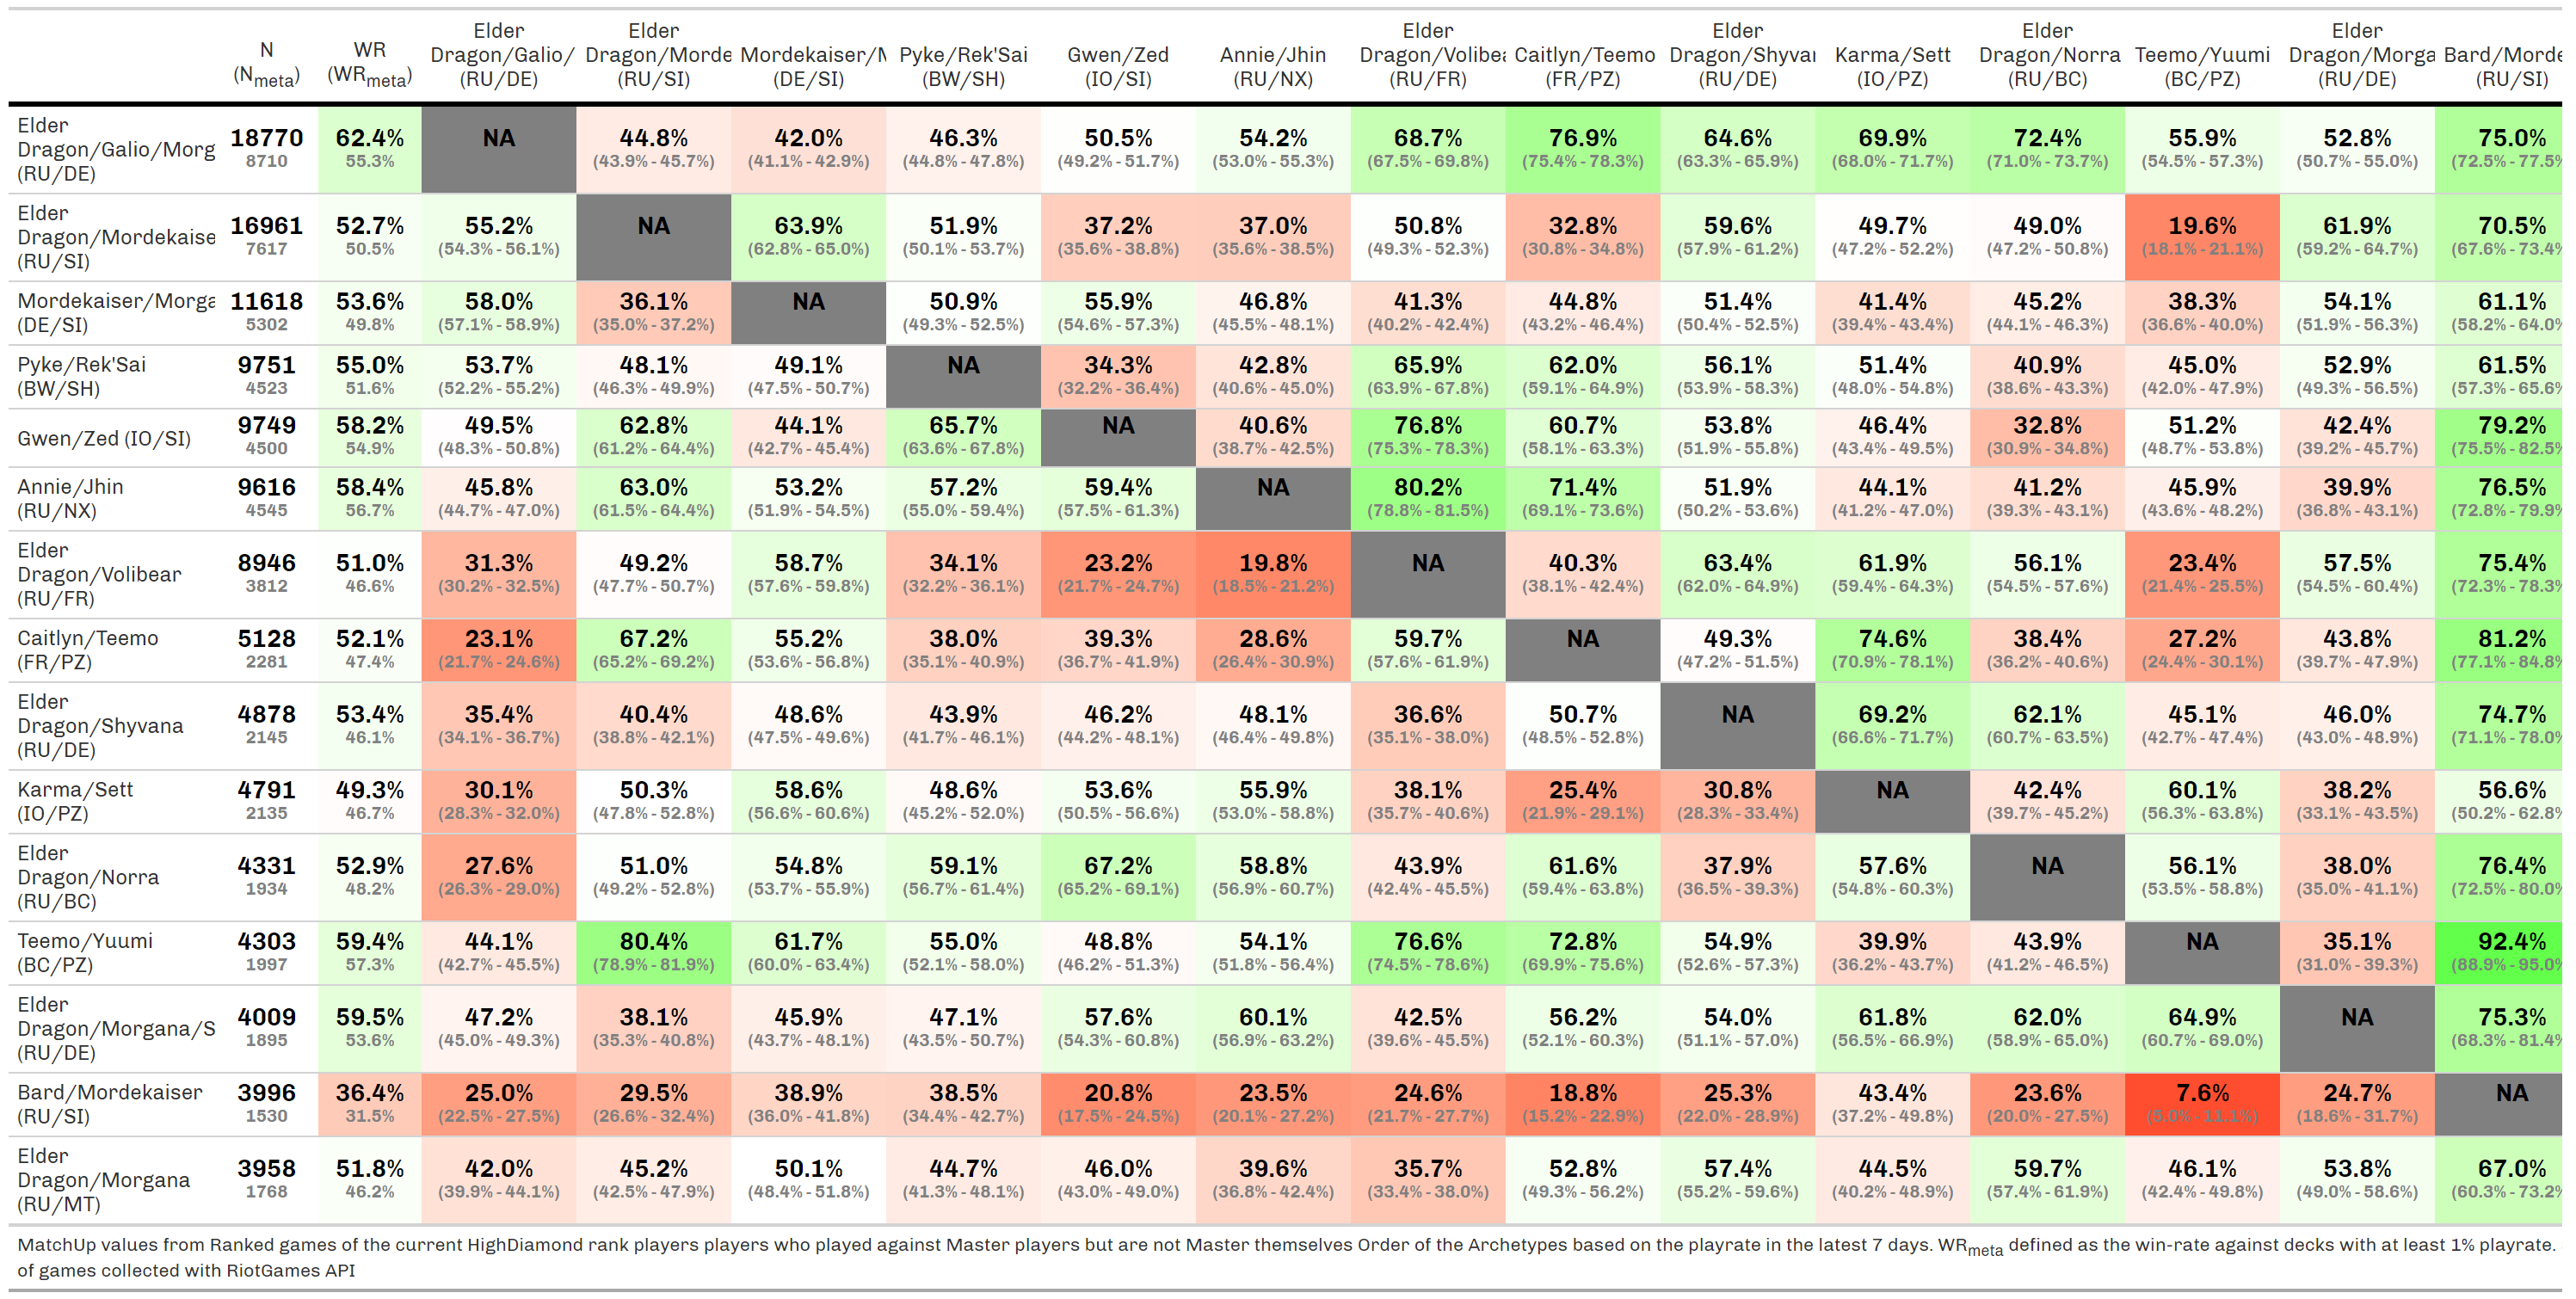 N (Nmeta) WR (WRmeta) Elder Dragon/Galio/ (RU/DE) Elder Dragon/Morde (RU/SI) Mordekaiser/M (DE/SI) Pyke/Rek'Sai (BW/SH) Gwen/Zed (IO/SI) Annie/Jhin (RU/NX) Elder Dragon/Volibea (RU/FR) Caitlyn/Teemo (FR/PZ) Elder Dragon/Shyvar (RU/DE) Karma/Sett (IO/PZ) Elder Dragon/Norra (RU/BC) Teemo/Yuumi (BC/PZ) Elder Dragon/Morga (RU/DE) Bard/Morde (RU/SI)
Elder Dragon/Galio/Morg (RU/DE) 18770 62.4% NA 44.8% 42.0% 46.3% 50.5% 54.2% 68.7% 76.9% 64.6% 69.9% 72.4% 55.9% 52.8% 75.0%
8710 55.3% (43.9% - 45.7%) (41.1% - 42.9%) (44.8% - 47.8%) (49.2% - 51.7%) (53.0% - 55.3%) (67.5% - 69.8%) (75.4% - 78.3%) (63.3% - 65.9%) (68.0% - 71.7%) (71.0% - 73.7%) (54.5% - 57.3%) (50.7% - 55.0%) (72.5% - 77.5%
Elder Dragon/Mordekaise (RU/SI) 16961 52.7% 55.2% NA 63.9% 51.9% 37.2% 37.0% 50.8% 32.8% 59.6% 49.7% 49.0% 19.6% 61.9% 70.5%
7617 50.5% (54.3% - 56.1%) (62.8% - 65.0%) (50.1% - 53.7%) (35.6% - 38.8%) (35.6% - 38.5%) (49.3% - 52.3%) (30.8% - 34.8%) (57.9% - 61.2%) (47.2% - 52.2%) (47.2% - 50.8%) (18.1% - 21.1%) (59.2% - 64.7%) (67.6% - 73.4%
Mordekaiser/Morga (DE/SI) 11618 53.6% 58.0% 36.1% NA 50.9% 55.9% 46.8% 41.3% 44.8% 51.4% 41.4% 45.2% 38.3% 54.1% 61.1%
5302 49.8% (57.1% - 58.9%) (35.0% - 37.2%) (49.3% - 52.5%) (54.6% - 57.3%) (45.5% - 48.1%) (40.2% - 42.4%) (43.2% - 46.4%) (50.4% - 52.5%) (39.4% - 43.4%) (44.1% - 46.3%) (36.6% - 40.0%) (51.9% - 56.3%) (58.2% - 64.0%
Pyke/Rek'Sai (BW/SH) 9751 55.0% 53.7% 48.1% 49.1% NA 34.3% 42.8% 65.9% 62.0% 56.1% 51.4% 40.9% 45.0% 52.9% 61.5%
4523 51.6% (52.2% - 55.2%) (46.3% - 49.9%) (47.5% - 50.7%) (32.2% - 36.4%) (40.6% - 45.0%) (63.9% - 67.8%) (59.1% - 64.9%) (53.9% - 58.3%) (48.0% - 54.8%) (38.6% - 43.3%) (42.0% - 47.9%) (49.3% - 56.5%) (57.3% - 65.6%
Gwen/Zed (IO/SI) 9749 58.2% 49.5% 62.8% 44.1% 65.7% NA 40.6% 76.8% 60.7% 53.8% 46.4% 32.8% 51.2% 42.4% 79.2%
4500 54.9% (48.3% - 50.8%) (61.2% - 64.4%) (42.7% - 45.4%) (63.6% - 67.8%) (38.7% - 42.5%) (75.3% - 78.3%) (58.1% - 63.3%) (51.9% - 55.8%) (43.4% - 49.5%) (30.9% - 34.8%) (48.7% - 53.8%) (39.2% - 45.7%) (75.5% - 82.5%
Annie/Jhin (RU/NX) 9616 58.4% 45.8% 63.0% 53.2% 57.2% 59.4% NA 80.2% 71.4% 51.9% 44.1% 41.2% 45.9% 39.9% 76.5%
4545 56.7% (44.7% - 47.0%) (61.5% - 64.4%) (51.9% - 54.5%) (55.0% - 59.4%) (57.5% - 61.3%) (78.8% - 81.5%) (69.1% - 73.6%) (50.2% - 53.6%) (41.2% - 47.0%) (39.3% - 43.1%) (43.6% - 48.2%) (36.8% - 43.1%) (72.8% - 79.9%
Elder Dragon/Volibear (RU/FR) 8946 51.0% 31.3% 49.2% 58.7% 34.1% 23.2% 19.8% NA 40.3% 63.4% 61.9% 56.1% 23.4% 57.5% 75.4%
3812 46.6% (30.2% - 32.5%) (47.7% - 50.7%) (57.6% - 59.8%) (32.2% - 36.1%) (21.7% - 24.7%) (18.5% - 21.2%) (38.1% - 42.4%) (62.0% - 64.9%) (59.4% - 64.3%) (54.5% - 57.6%) (21.4% - 25.5%) (54.5% - 60.4%) (72.3% - 78.3%
Caitlyn/Teemo (FR/PZ) 5128 52.1% 23.1% 67.2% 55.2% 38.0% 39.3% 28.6% 59.7% NA 49.3% 74.6% 38.4% 27.2% 43.8% 81.2%
2281 47.4% (21.7% - 24.6%) (65.2% - 69.2%) (53.6% - 56.8%) (35.1% - 40.9%) (36.7% - 41.9%) (26.4% - 30.9%) (57.6% - 61.9%) (47.2% - 51.5%) (70.9% - 78.1%) (36.2% - 40.6%) (24.4% - 30.1%) (39.7% - 47.9%) (77.1% - 84.8%
Elder Dragon/Shyvana (RU/DE) 4878 53.4% 35.4% 40.4% 48.6% 43.9% 46.2% 48.1% 36.6% 50.7% NA 69.2% 62.1% 45.1% 46.0% 74.7%
2145 46.1% (34.1% - 36.7%) (38.8% - 42.1%) (47.5% - 49.6%) (41.7% - 46.1%) (44.2% - 48.1%) (46.4% - 49.8%) (35.1% - 38.0%) (48.5% - 52.8%) (66.6% - 71.7%) (60.7% - 63.5%) (42.7% - 47.4%) (43.0% - 48.9%) (71.1% - 78.0%
Karma/Sett (IO/PZ) 4791 49.3% 30.1% 50.3% 58.6% 48.6% 53.6% 55.9% 38.1% 25.4% 30.8% NA 42.4% 60.1% 38.2% 56.6%
2135 46.7% (28.3% - 32.0%) (47.8% - 52.8%) (56.6% - 60.6%) (45.2% - 52.0%) (50.5% - 56.6%) (53.0% - 58.8%) (35.7% - 40.6%) (21.9% - 29.1%) (28.3% - 33.4%) (39.7% - 45.2%) (56.3% - 63.8%) (33.1% - 43.5%) (50.2% - 62.8%
Elder Dragon/Norra (RU/BC) 4331 52.9% 27.6% 51.0% 54.8% 59.1% 67.2% 58.8% 43.9% 61.6% 37.9% 57.6% NA 56.1% 38.0% 76.4%
1934 48.2% (26.3% - 29.0%) (49.2% - 52.8%) (53.7% - 55.9%) (56.7% - 61.4%) (65.2% - 69.1%) (56.9% - 60.7%) (42.4% - 45.5%) (59.4% - 63.8%) (36.5% - 39.3%) (54.8% - 60.3%) (53.5% - 58.8%) (35.0% - 41.1%) (72.5% - 80.0%
Teemo/Yuumi (BC/PZ) 4303 59.4% 44.1% 80.4% 61.7% 55.0% 48.8% 54.1% 76.6% 72.8% 54.9% 39.9% 43.9% NA 35.1% 92.4%
1997 57.3% (42.7% - 45.5%) (78.9% - 81.9%) (60.0% - 63.4%) (52.1% - 58.0%) (46.2% - 51.3%) (51.8% - 56.4%) (74.5% - 78.6%) (69.9% - 75.6%) (52.6% - 57.3%) (36.2% - 43.7%) (41.2% - 46.5%) (31.0% - 39.3%) (88.9% - 95.0%
Elder Dragon/Morgana/S (RU/DE) 4009 59.5% 47.2% 38.1% 45.9% 47.1% 57.6% 60.1% 42.5% 56.2% 54.0% 61.8% 62.0% 64.9% NA 75.3%
1895 53.6% (45.0% - 49.3%) (35.3% - 40.8%) (43.7% - 48.1%) (43.5% - 50.7%) (54.3% - 60.8%) (56.9% - 63.2%) (39.6% - 45.5%) (52.1% - 60.3%) (51.1% - 57.0%) (56.5% - 66.9%) (58.9% - 65.0%) (60.7% - 69.0%) (68.3% - 81.4%
Bard/Mordekaiser (RU/SI) 3996 36.4% 25.0% 29.5% 38.9% 38.5% 20.8% 23.5% 24.6% 18.8% 25.3% 43.4% 23.6% 7.6% 24.7% NA
1530 31.5% (22.5% - 27.5%) (26.6% - 32.4%) (36.0% - 41.8%) (34.4% - 42.7%) (17.5% - 24.5%) (20.1% - 27.2%) (21.7% - 27.7%) (15.2% - 22.9%) (22.0% - 28.9%) (37.2% - 49.8%) (20.0% - 27.5%) (5.0% - 11.1%) (18.6% - 31.7%)
Elder Dragon/Morgana (RU/MT) 3958 51.8% 42.0% 45.2% 50.1% 44.7% 46.0% 39.6% 35.7% 52.8% 57.4% 44.5% 59.7% 46.1% 53.8% 67.0%
1768 46.2% (39.9% - 44.1%) (42.5% - 47.9%) (48.4% - 51.8%) (41.3% - 48.1%) (43.0% - 49.0%) (36.8% - 42.4%) (33.4% - 38.0%) (49.3% - 56.2%) (55.2% - 59.6%) (40.2% - 48.9%) (57.4% - 61.9%) (42.4% - 49.8%) (49.0% - 58.6%) (60.3% - 73.2%
MatchUp values from Ranked games of the current HighDiamond rank players players who played against Master players but are not Master themselves Order of the Archetypes based on the playrate in the latest 7 days. WRmeta defined as the win-rate against decks with at least 1% playrate.
of games collected with RiotGames API